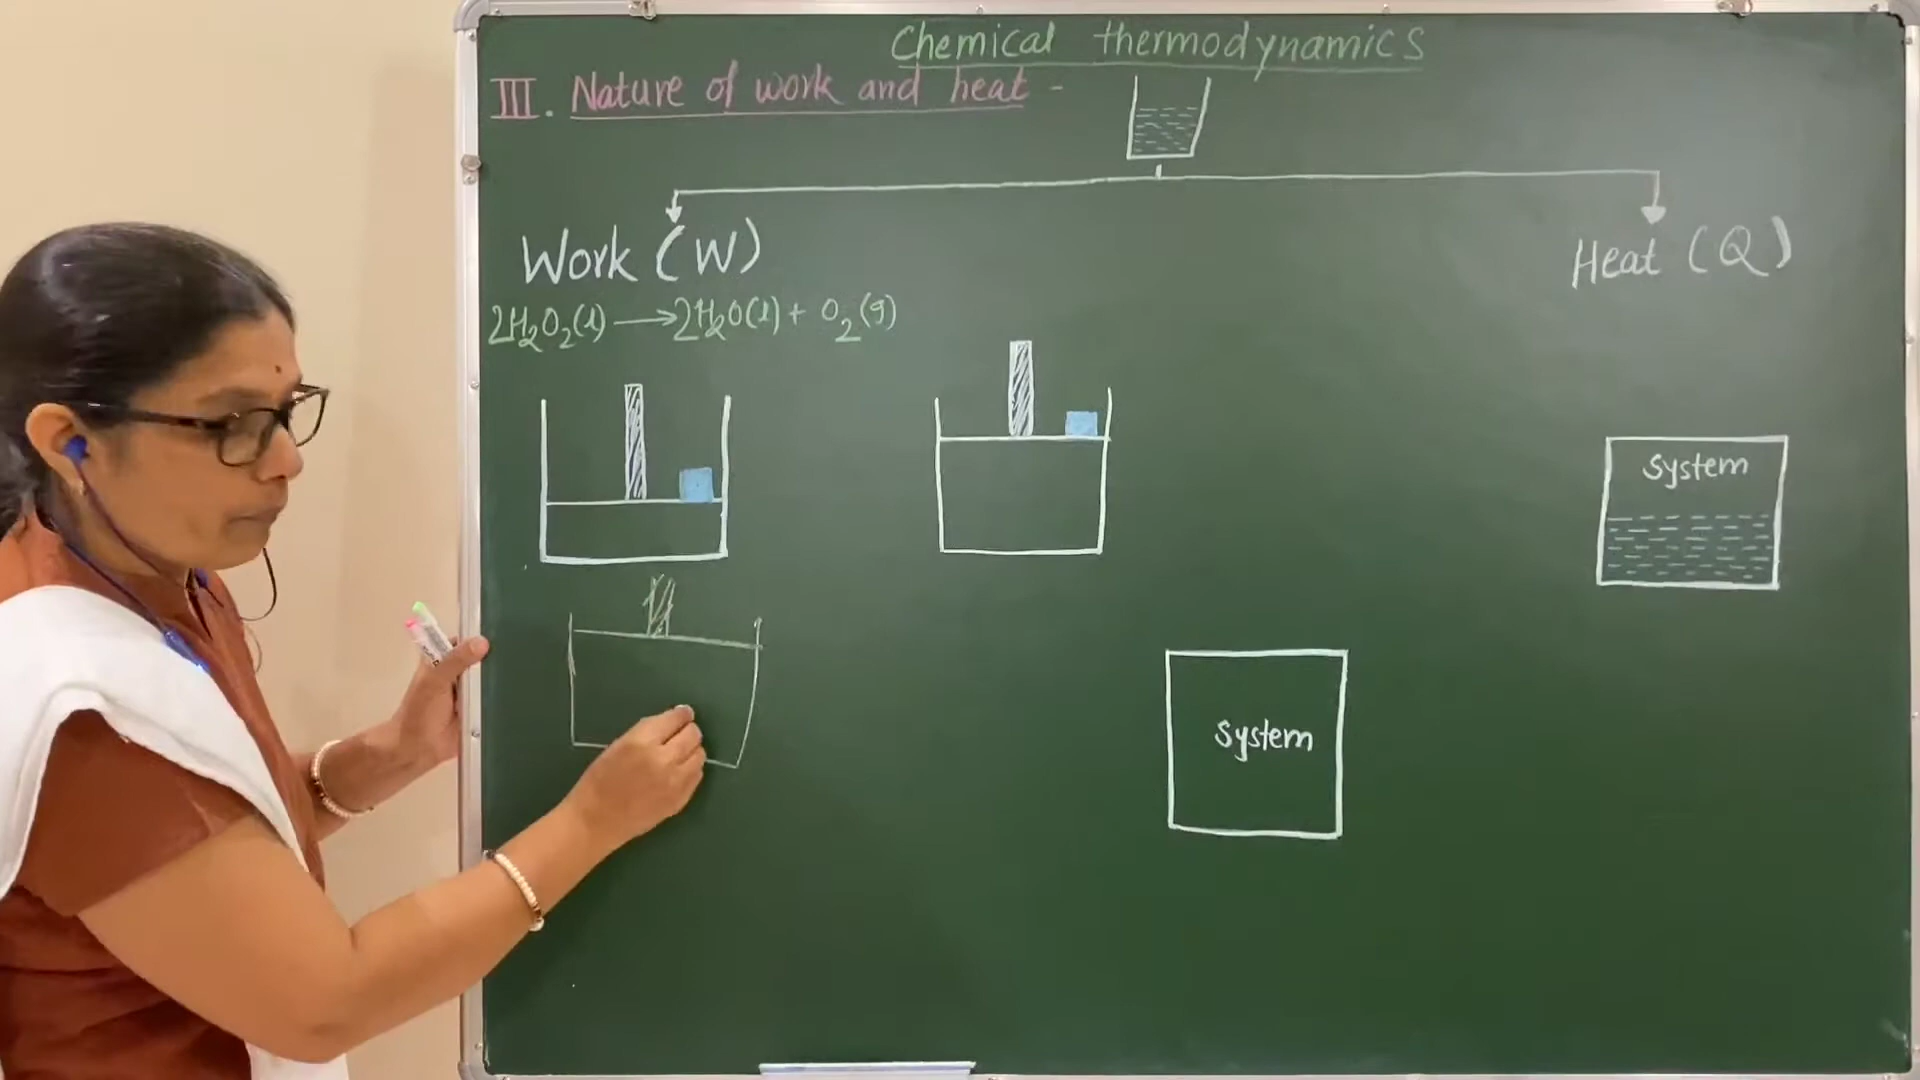 Chemical thermodynamics
III. Nature of work and heat -
Work (W)
Heat (Q)
2H₂O₂(l) ⟶ 2H₂O(l) + O₂(g)
System
System